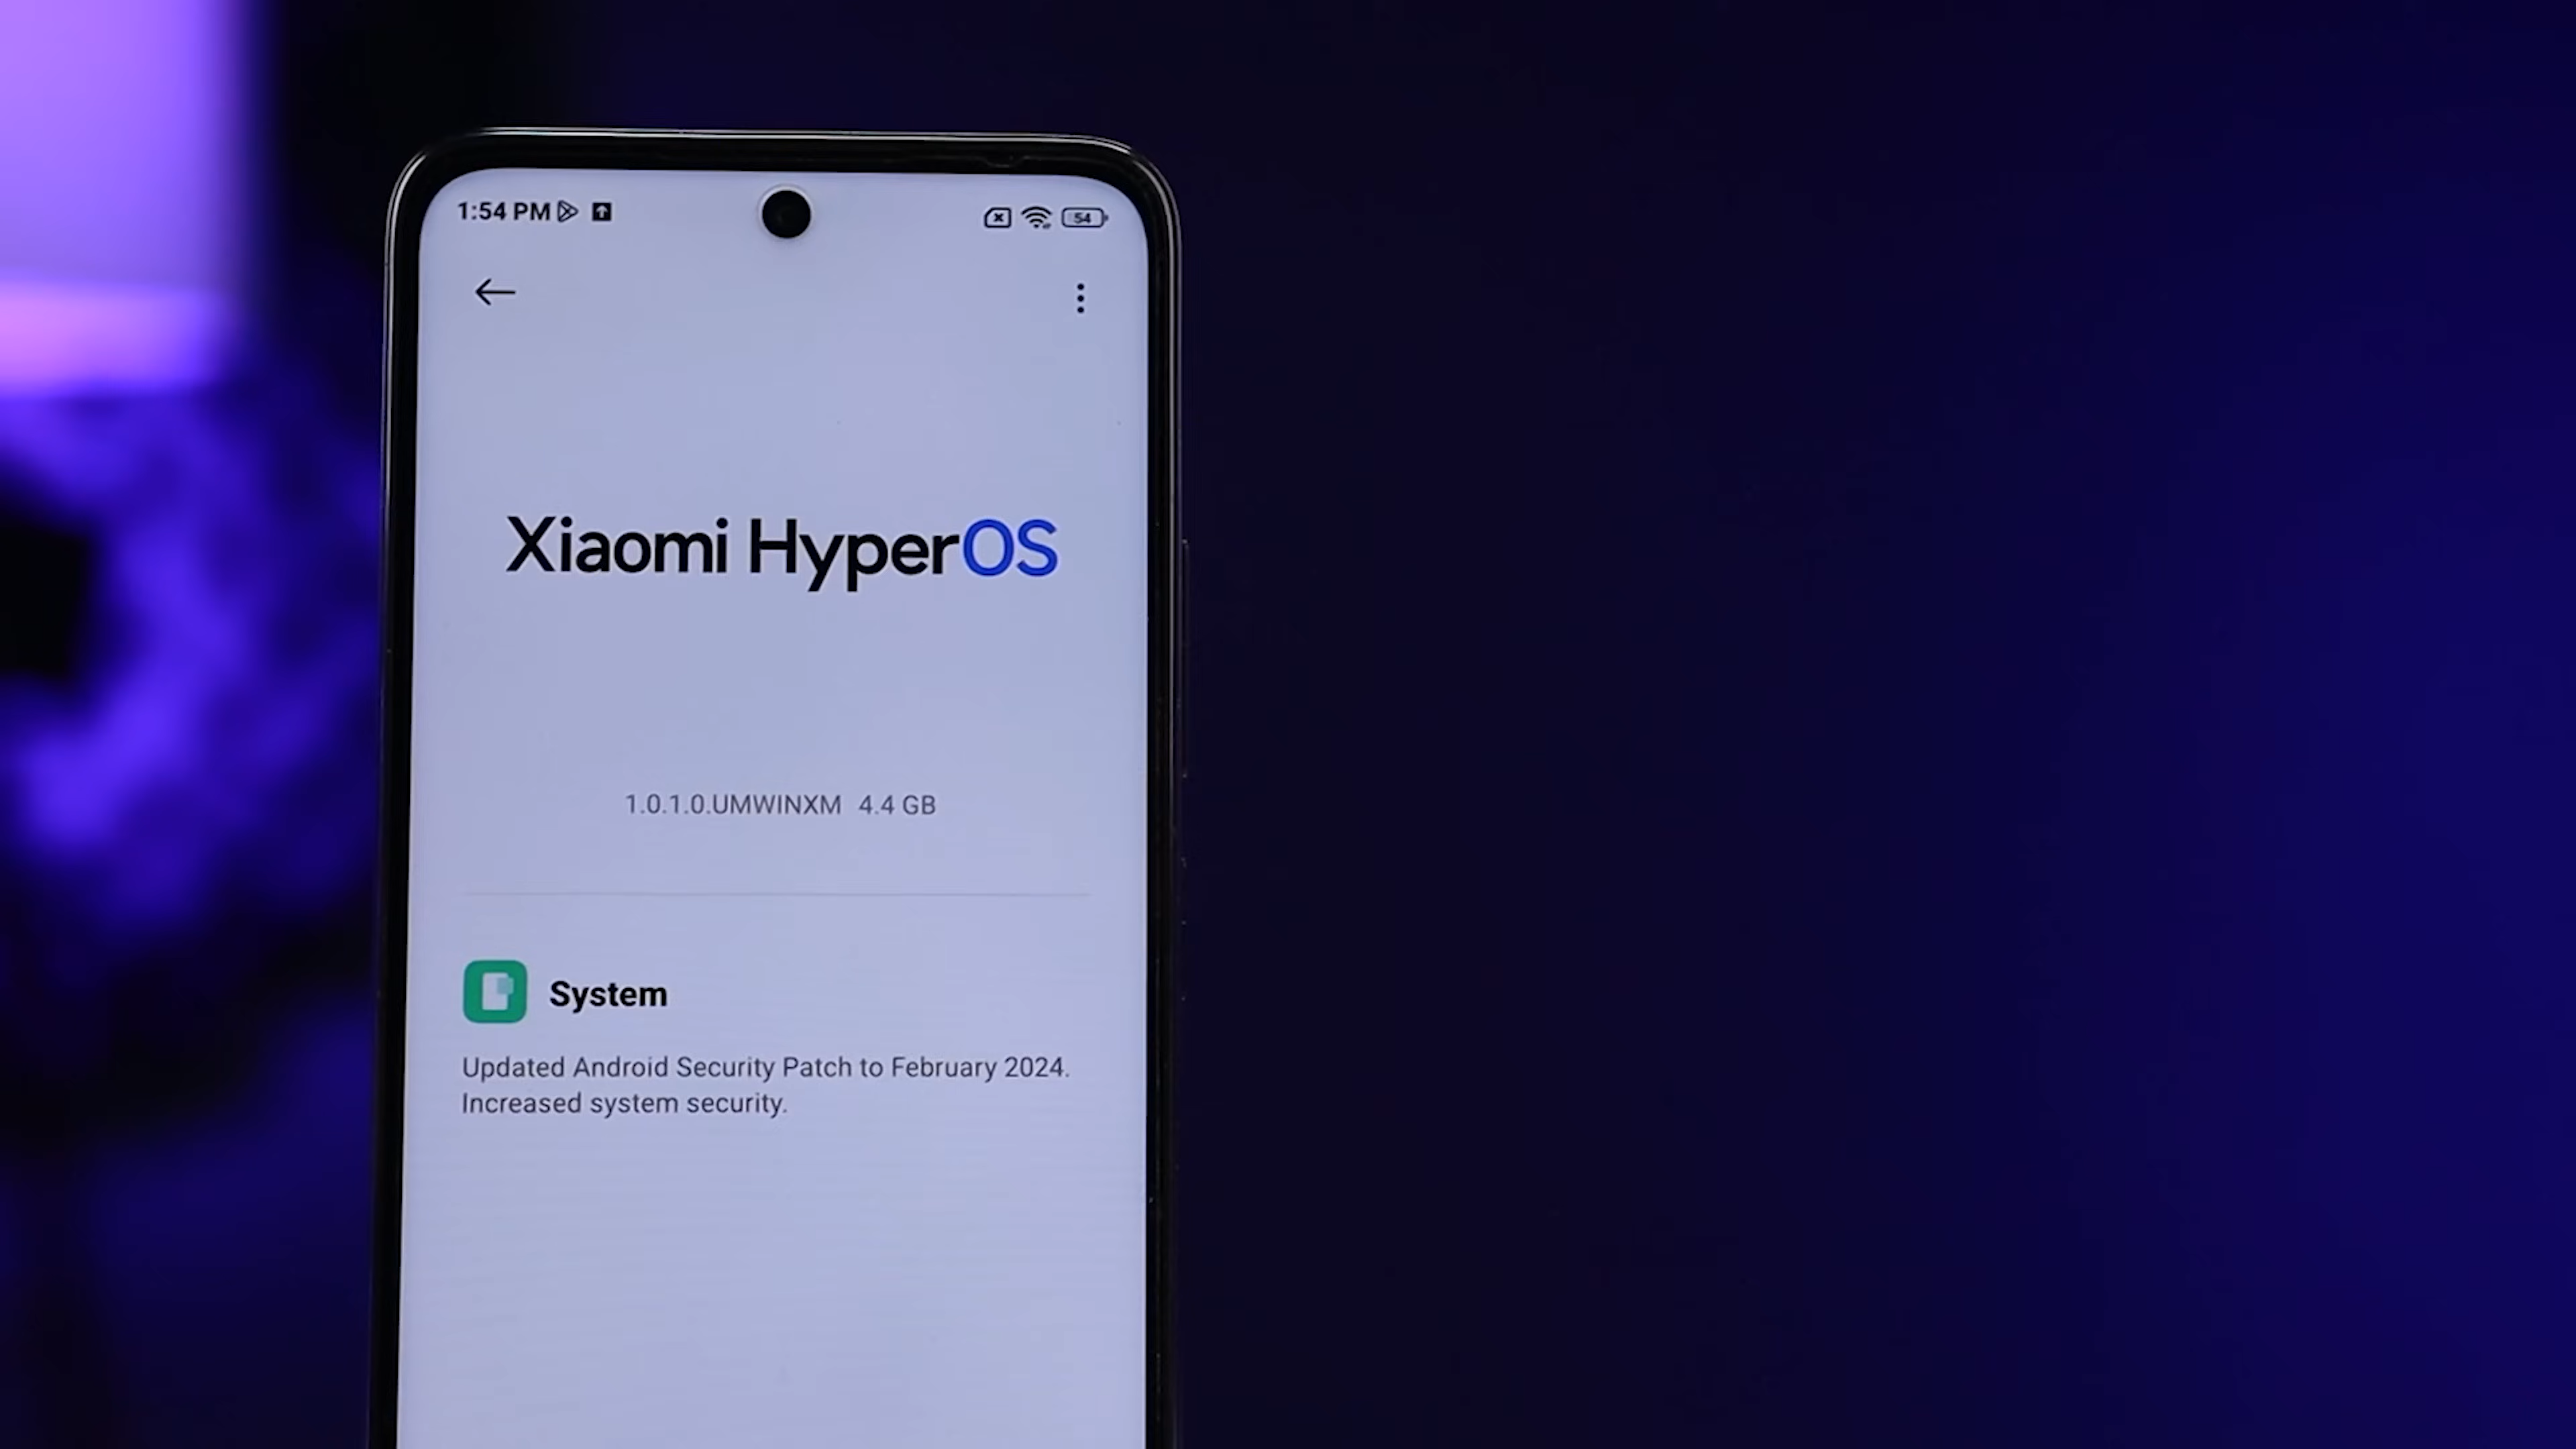 1:54 PM
54
Xiaomi HyperOS
1.0.1.0.UMWINXM 4.4 GB
System
Updated Android Security Patch to February 2024.
Increased system security.